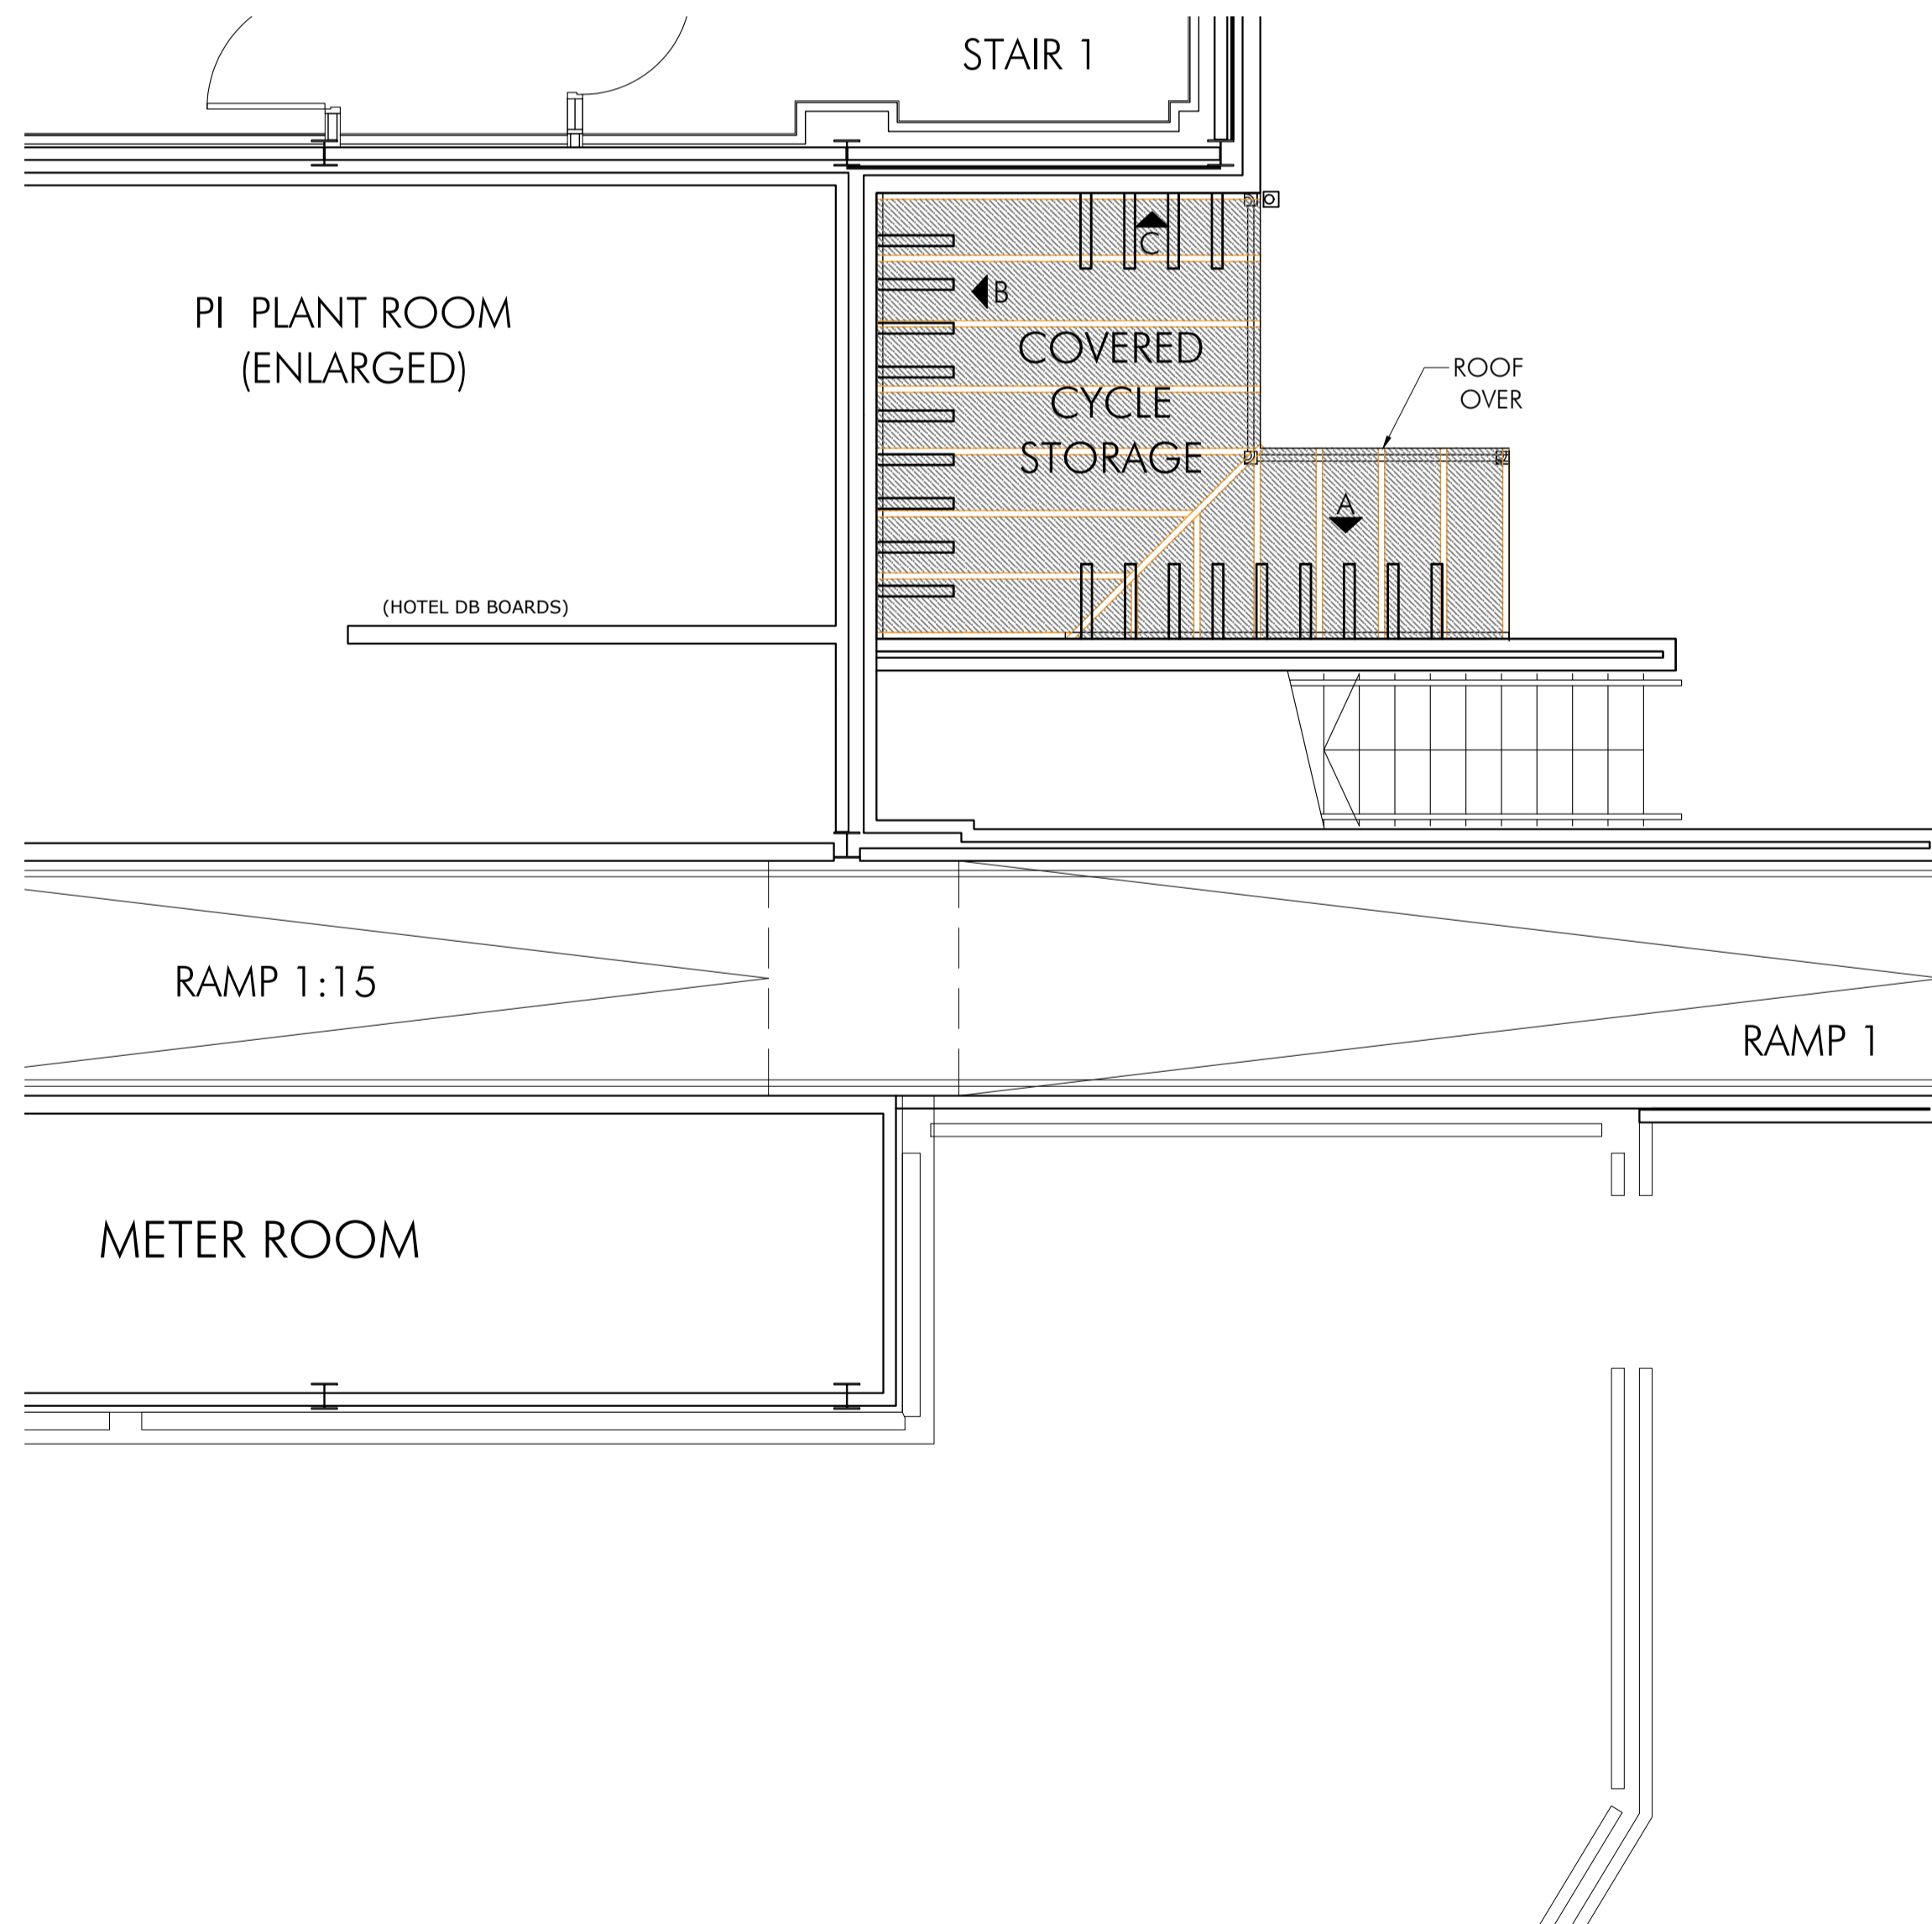 STAIR 1
C
B
PI PLANT ROOM
(ENLARGED)
COVERED
CYCLE
STORAGE
ROOF
OVER
A
(HOTEL DB BOARDS)
RAMP 1:15
RAMP 1
METER ROOM